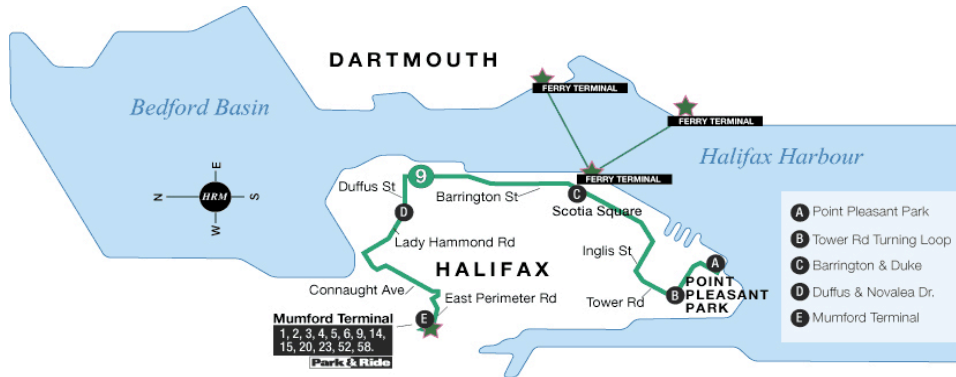 DARTMOUTH
FERRY TERMINAL
Bedford Basin
FERRY TERMINAL
Halifax Harbour
E
N HRM S
W
9
FERRY TERMINAL
Duffus St
Barrington St
C
Scotia Square
D
Lady Hammond Rd
Inglis St
HALIFAX
A
Connaught Ave
East Perimeter Rd
Tower Rd
B
POINT
PLEASANT
PARK
Mumford Terminal
E
1, 2, 3, 4, 5, 6, 9, 14,
15, 20, 23, 52, 58.
Park & Ride
A Point Pleasant Park
B Tower Rd Turning Loop
C Barrington & Duke
D Duffus & Novalea Dr.
E Mumford Terminal